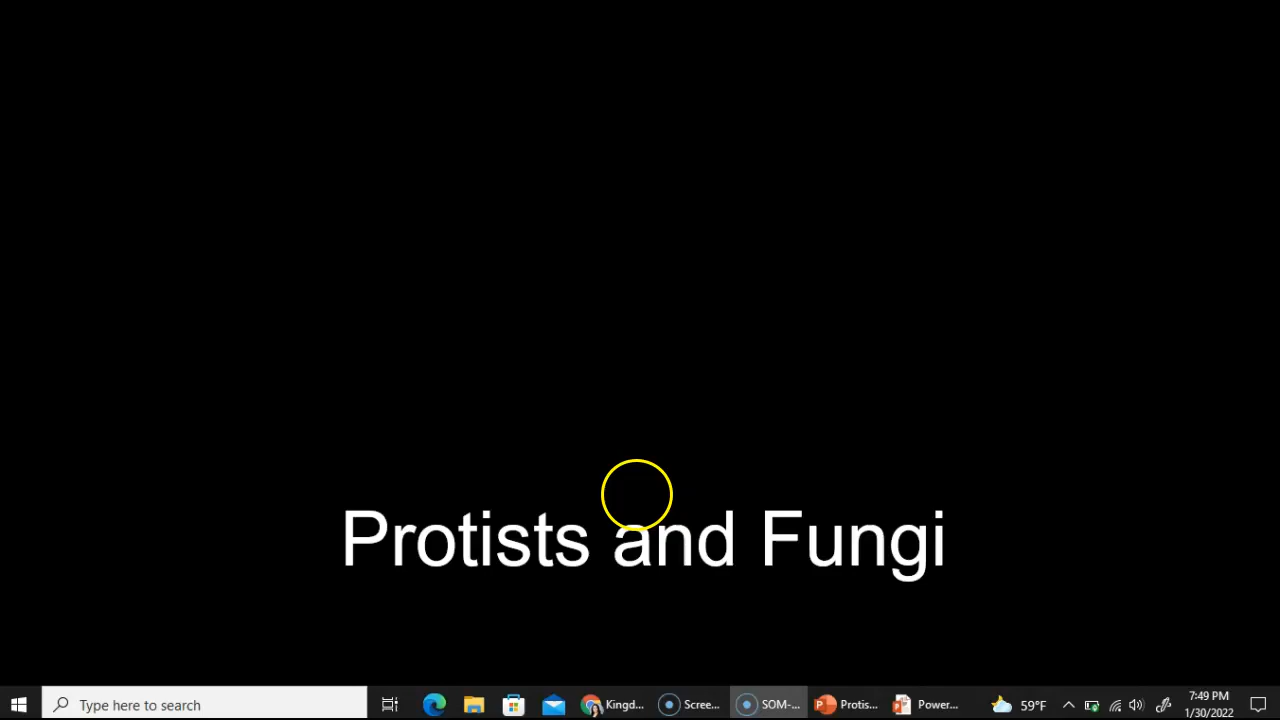 Protists and Fungi
Type here to search
Kingd...
Scree...
SOM-...
Protis...
Power...
59°F
7:49 PM
1/30/2022